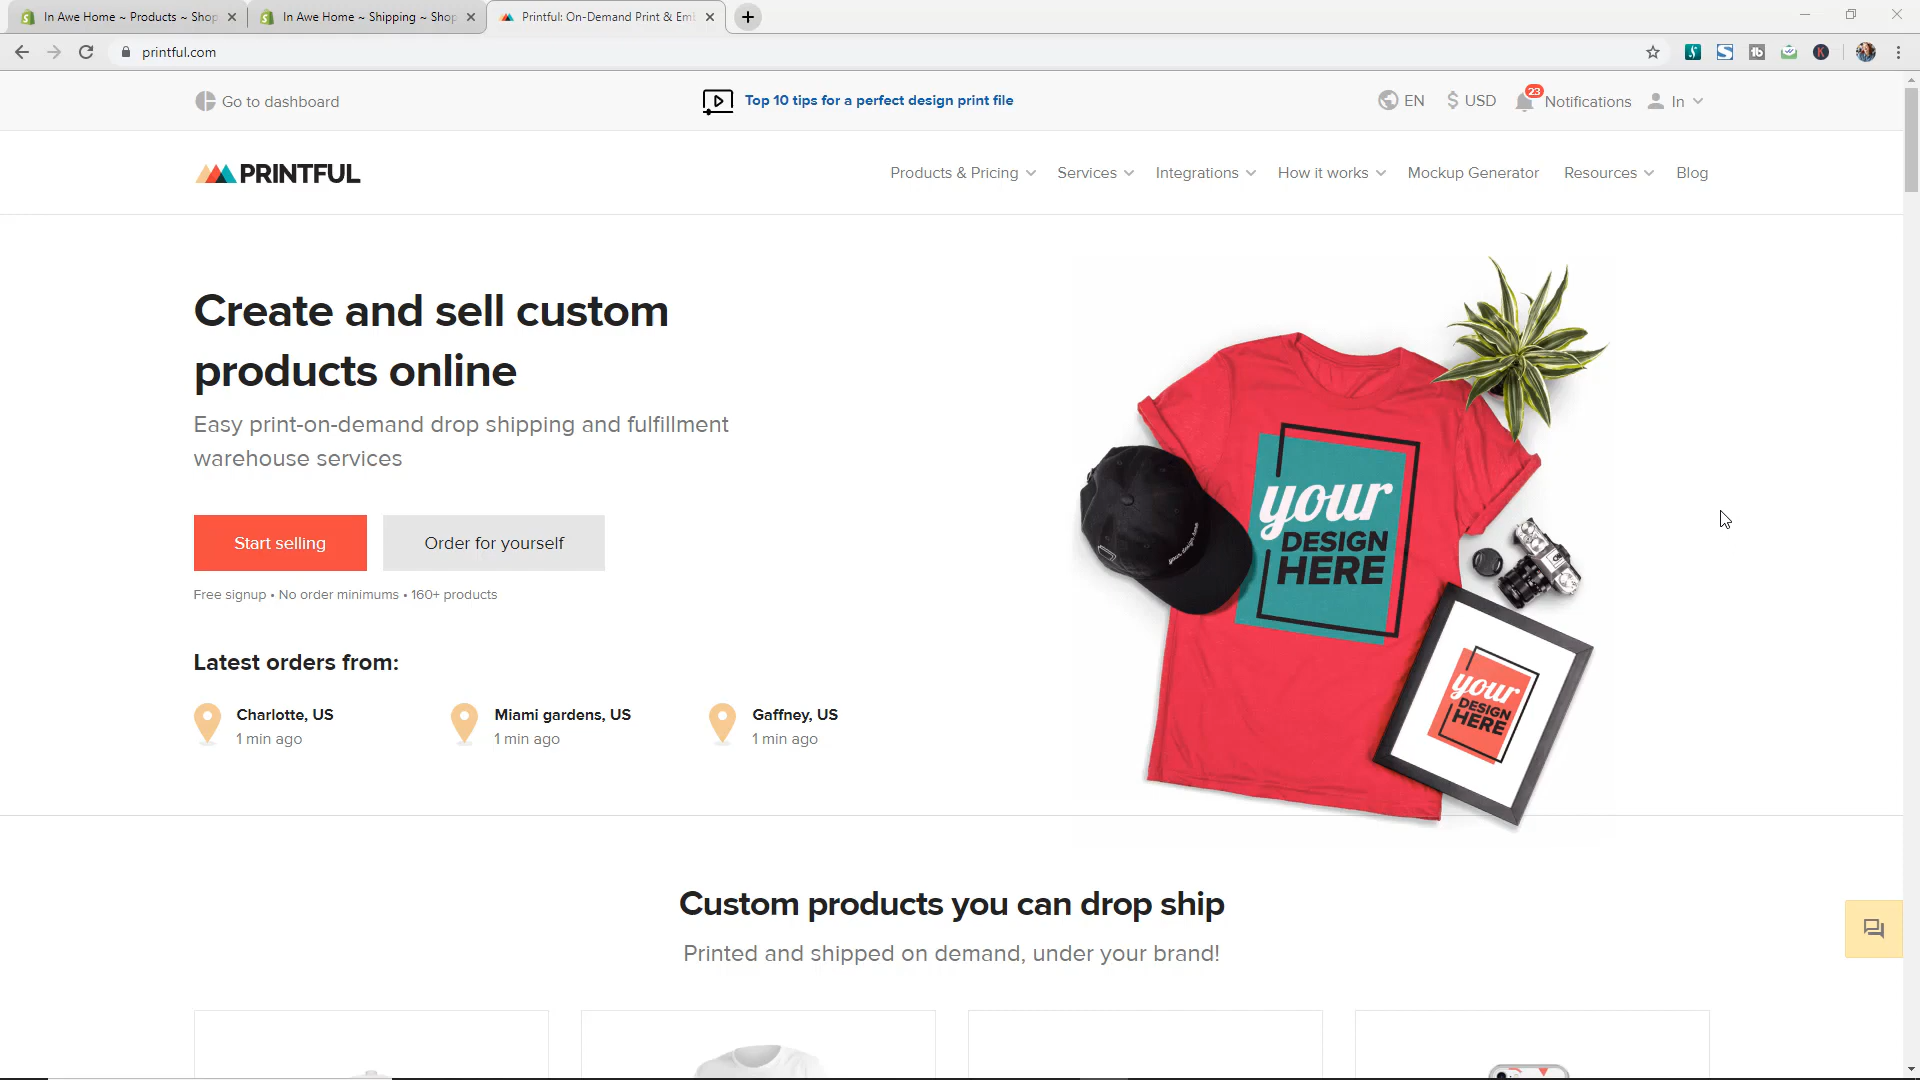 In Awe Home ~ Products ~ Shop
In Awe Home ~ Shipping ~ Shop
Printful: On-Demand Print & Em
printful.com
Go to dashboard
Top 10 tips for a perfect design print file
EN
$ USD
23
Notifications
In
PRINTFUL
Products & Pricing
Services
Integrations
How it works
Mockup Generator
Resources
Blog
Create and sell custom
products online
Easy print-on-demand drop shipping and fulfillment
warehouse services
Start selling
Order for yourself
Free signup • No order minimums • 160+ products
Latest orders from:
Charlotte, US
1 min ago
Miami gardens, US
1 min ago
Gaffney, US
1 min ago
your
DESIGN
HERE
your design here
your
DESIGN
HERE
Custom products you can drop ship
Printed and shipped on demand, under your brand!